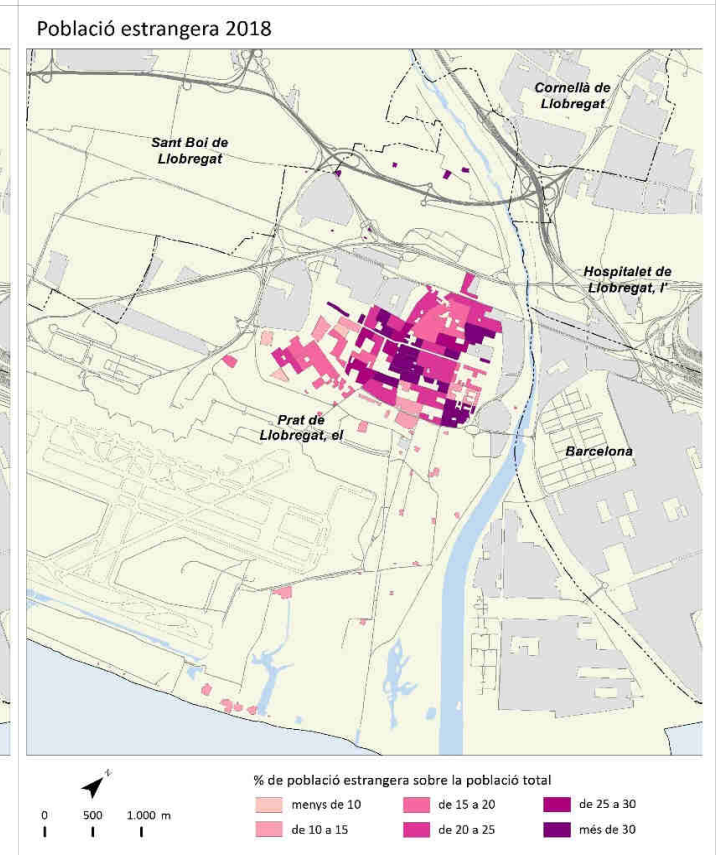 Població estrangera 2018
Cornellà de
Llobregat
Sant Boi de
Llobregat
Hospitalet de
Llobregat, l'
Prat de
Llobregat, el
Barcelona
N
0 500 1.000 m
% de població estrangera sobre la població total
menys de 10
de 10 a 15
de 15 a 20
de 20 a 25
de 25 a 30
més de 30